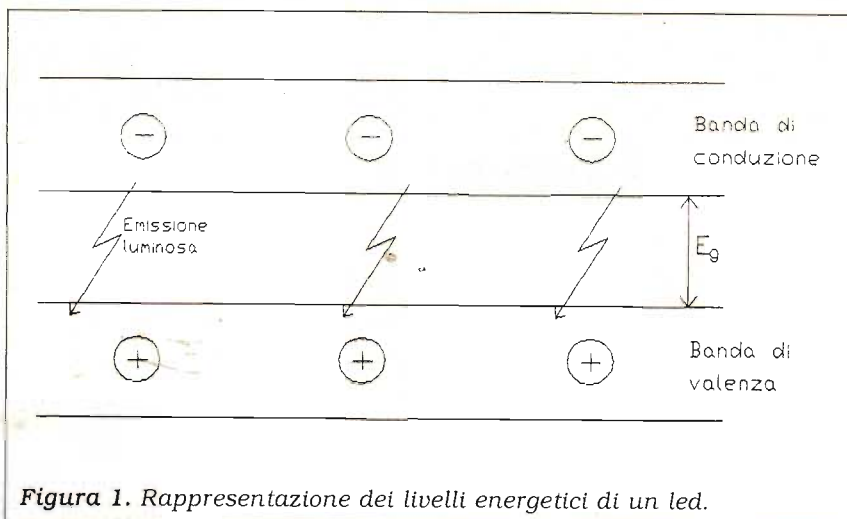 Banda di
conduzione
Emissione
luminosa
Eg
Banda di
valenza
Figura 1. Rappresentazione dei livelli energetici di un led.